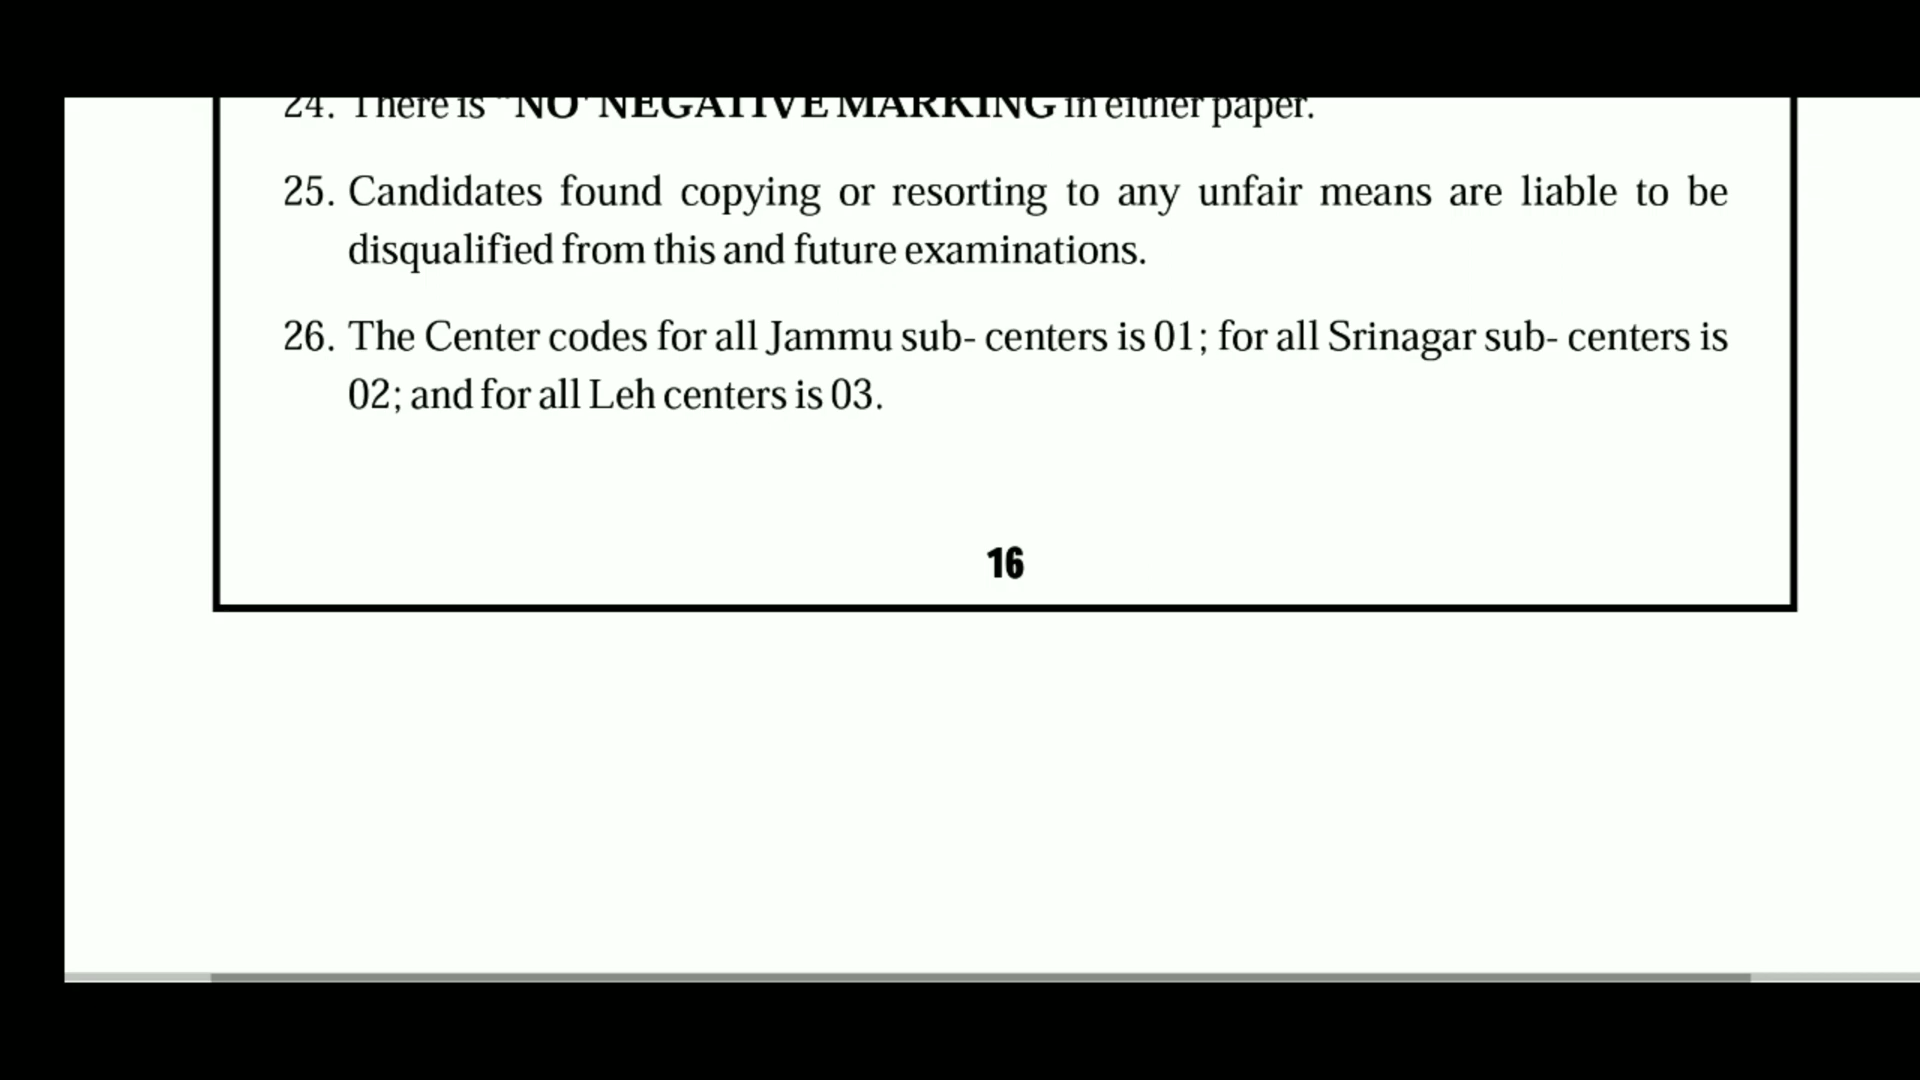 24. There is "NO" NEGATIVE MARKING in either paper.
25. Candidates found copying or resorting to any unfair means are liable to be
disqualified from this and future examinations.
26. The Center codes for all Jammu sub- centers is 01; for all Srinagar sub- centers is
02; and for all Leh centers is 03.
16